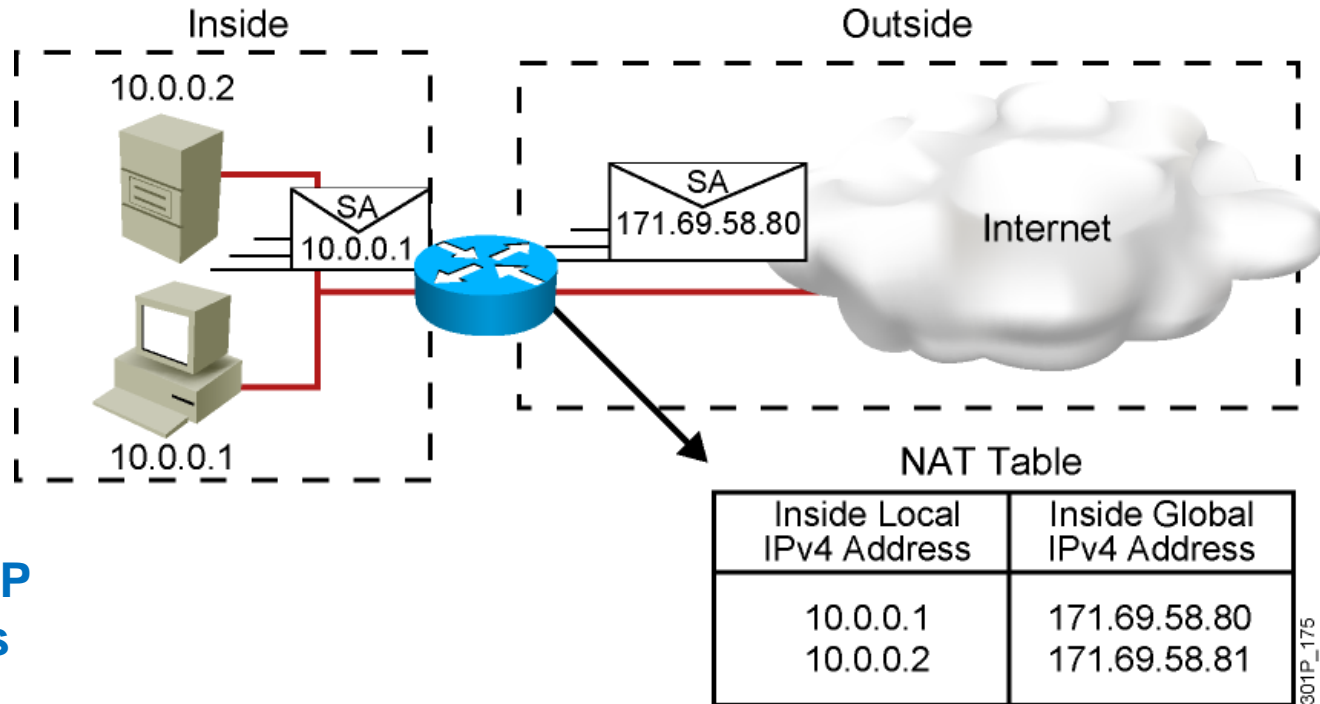 Inside
Outside
10.0.0.2
SA
10.0.0.1
SA
171.69.58.80
Internet
10.0.0.1
NAT Table
Inside Local
IPv4 Address
Inside Global
IPv4 Address
10.0.0.1
171.69.58.80
10.0.0.2
171.69.58.81
P
s
301P_175